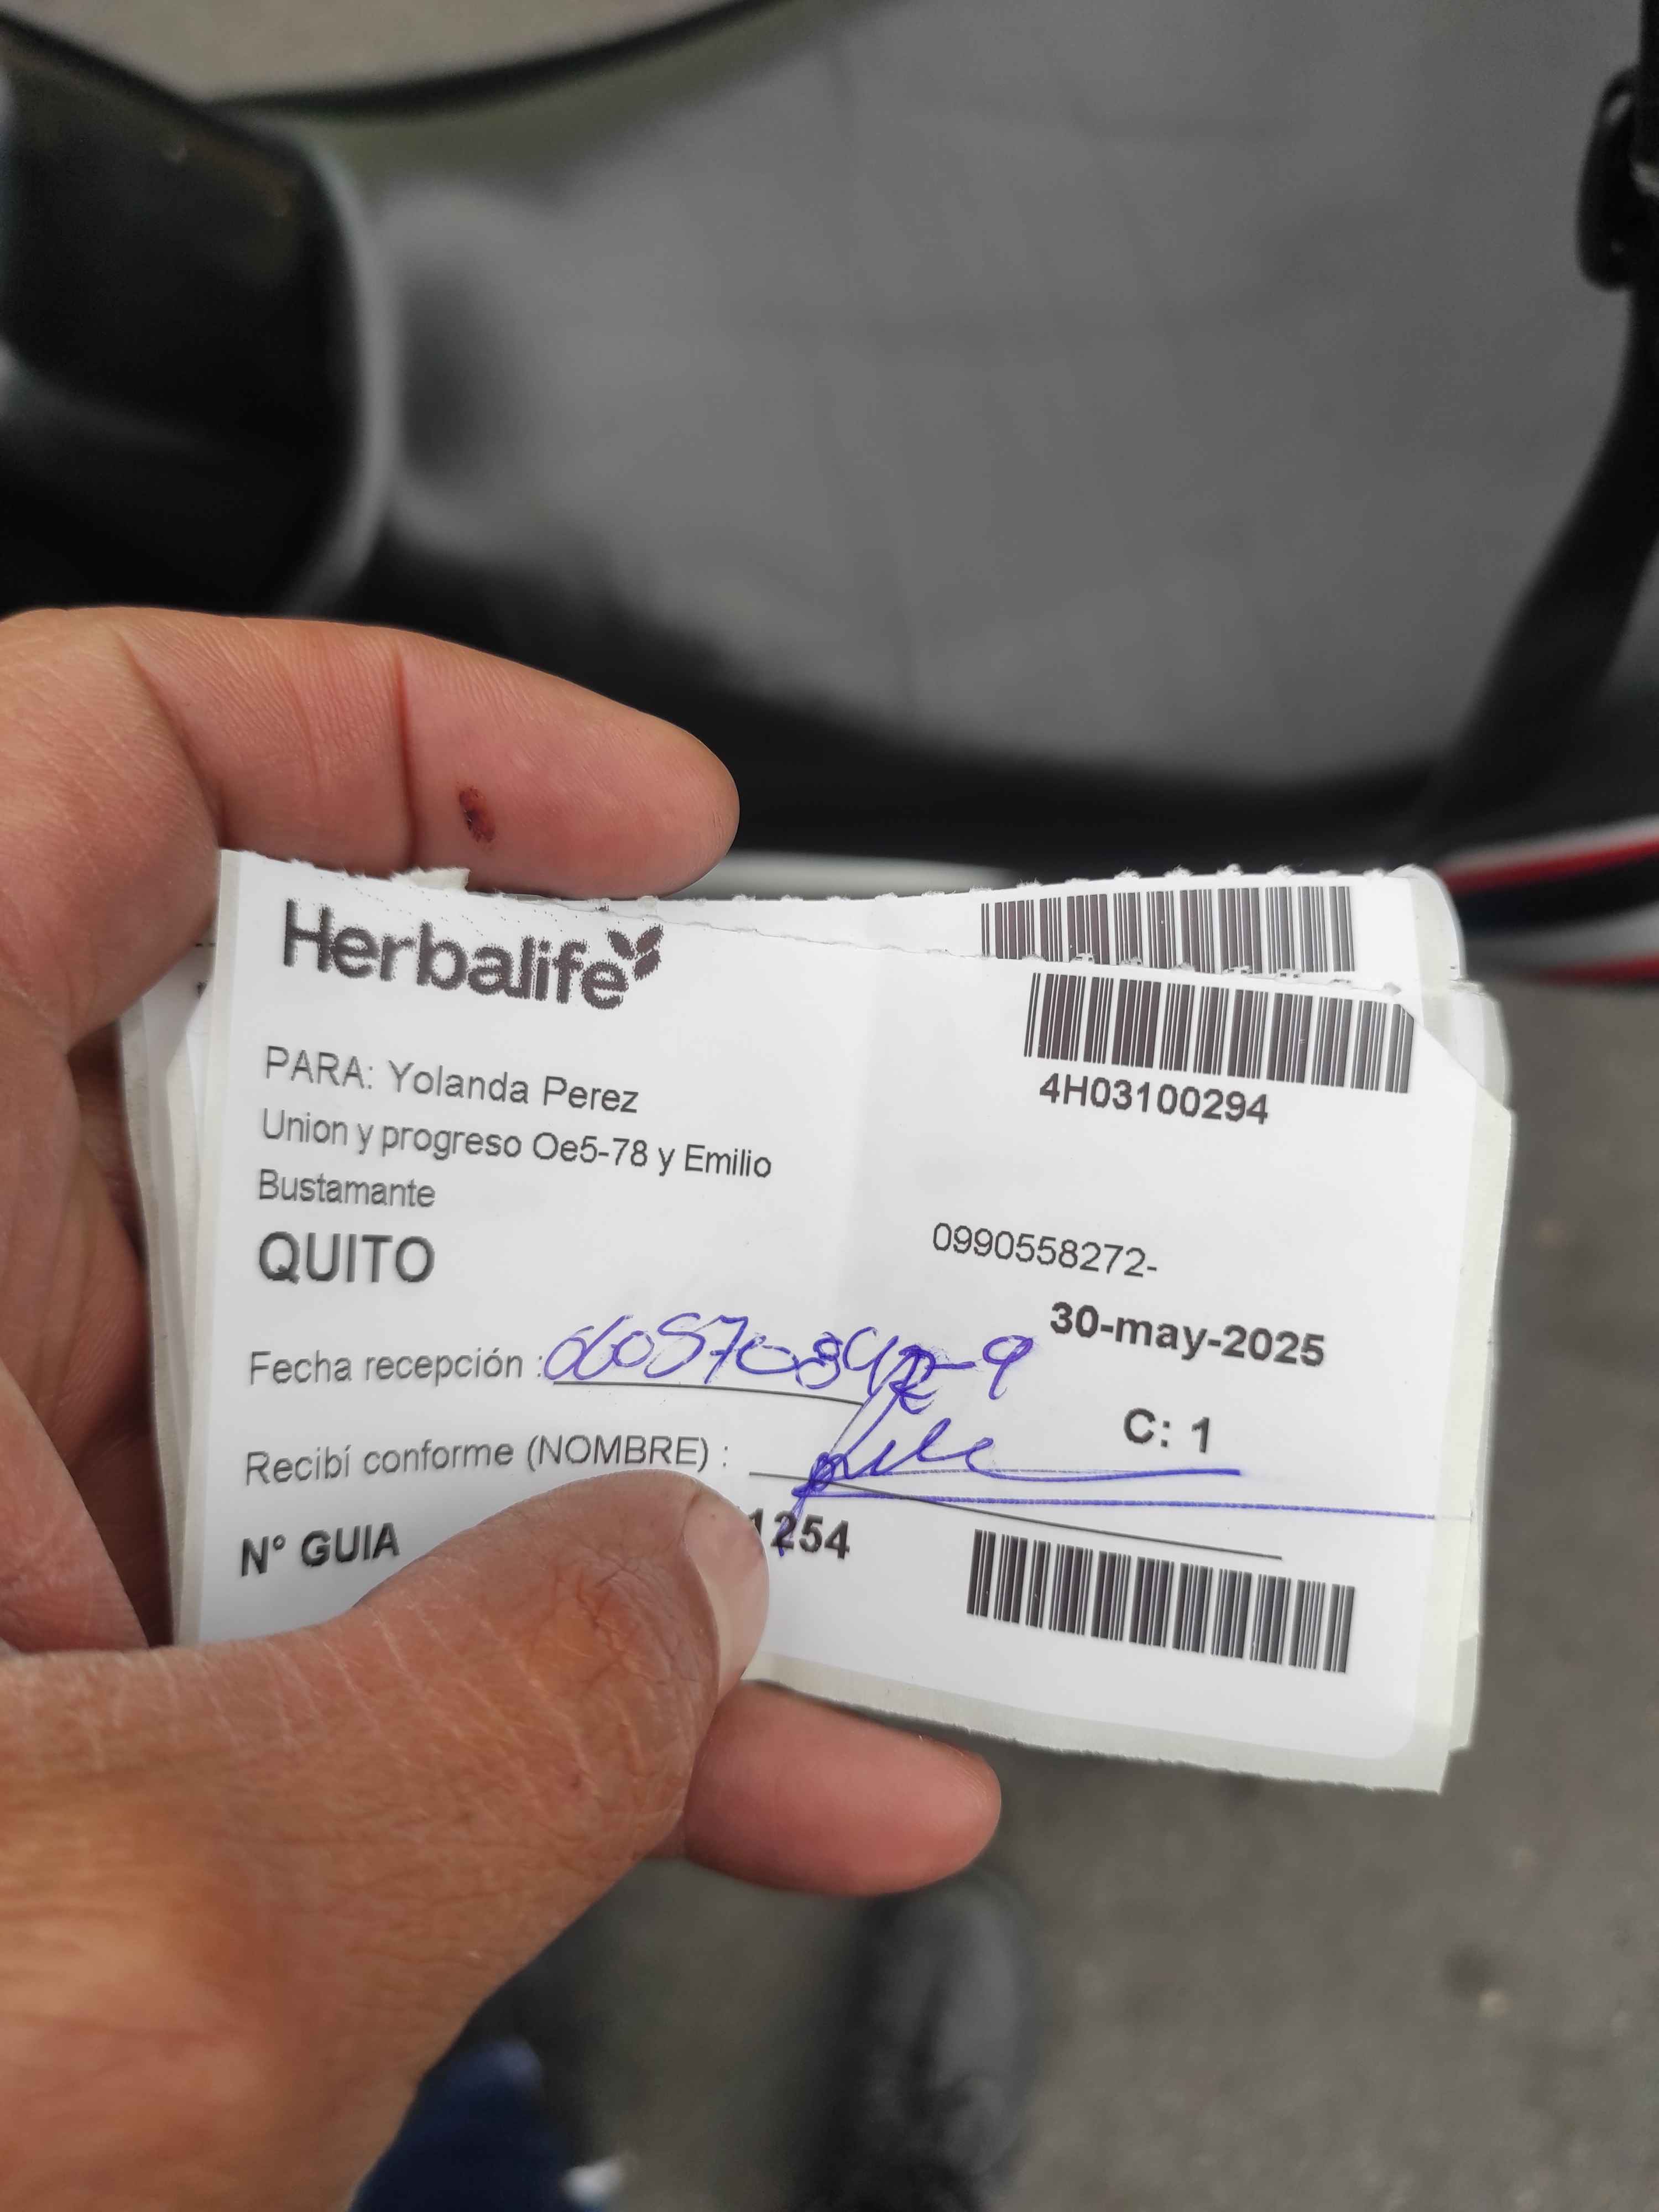 Herbalife
4H03100294
PARA: Yolanda Perez
Union y progreso Oe5-78 y Emilio
Bustamante
QUITO
0990558272-
30-may-2025
Fecha recepción :
C: 1
Recibí conforme (NOMBRE) :
N° GUIA 1254